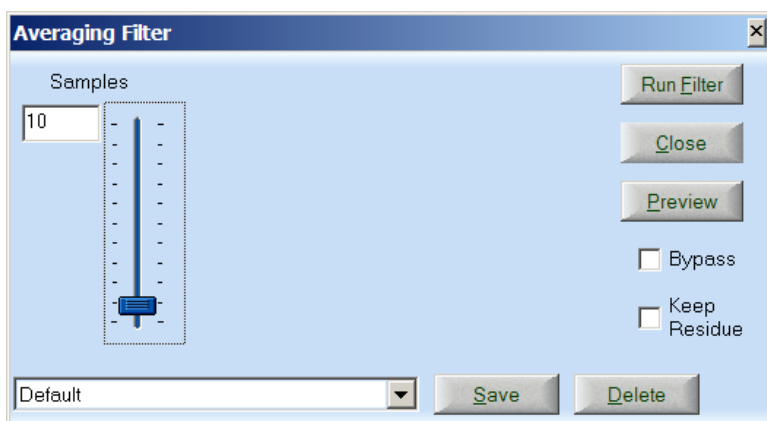 Averaging Filter
Samples
10
Run Filter
Close
Preview
Bypass
Keep
Residue
Default
Save
Delete